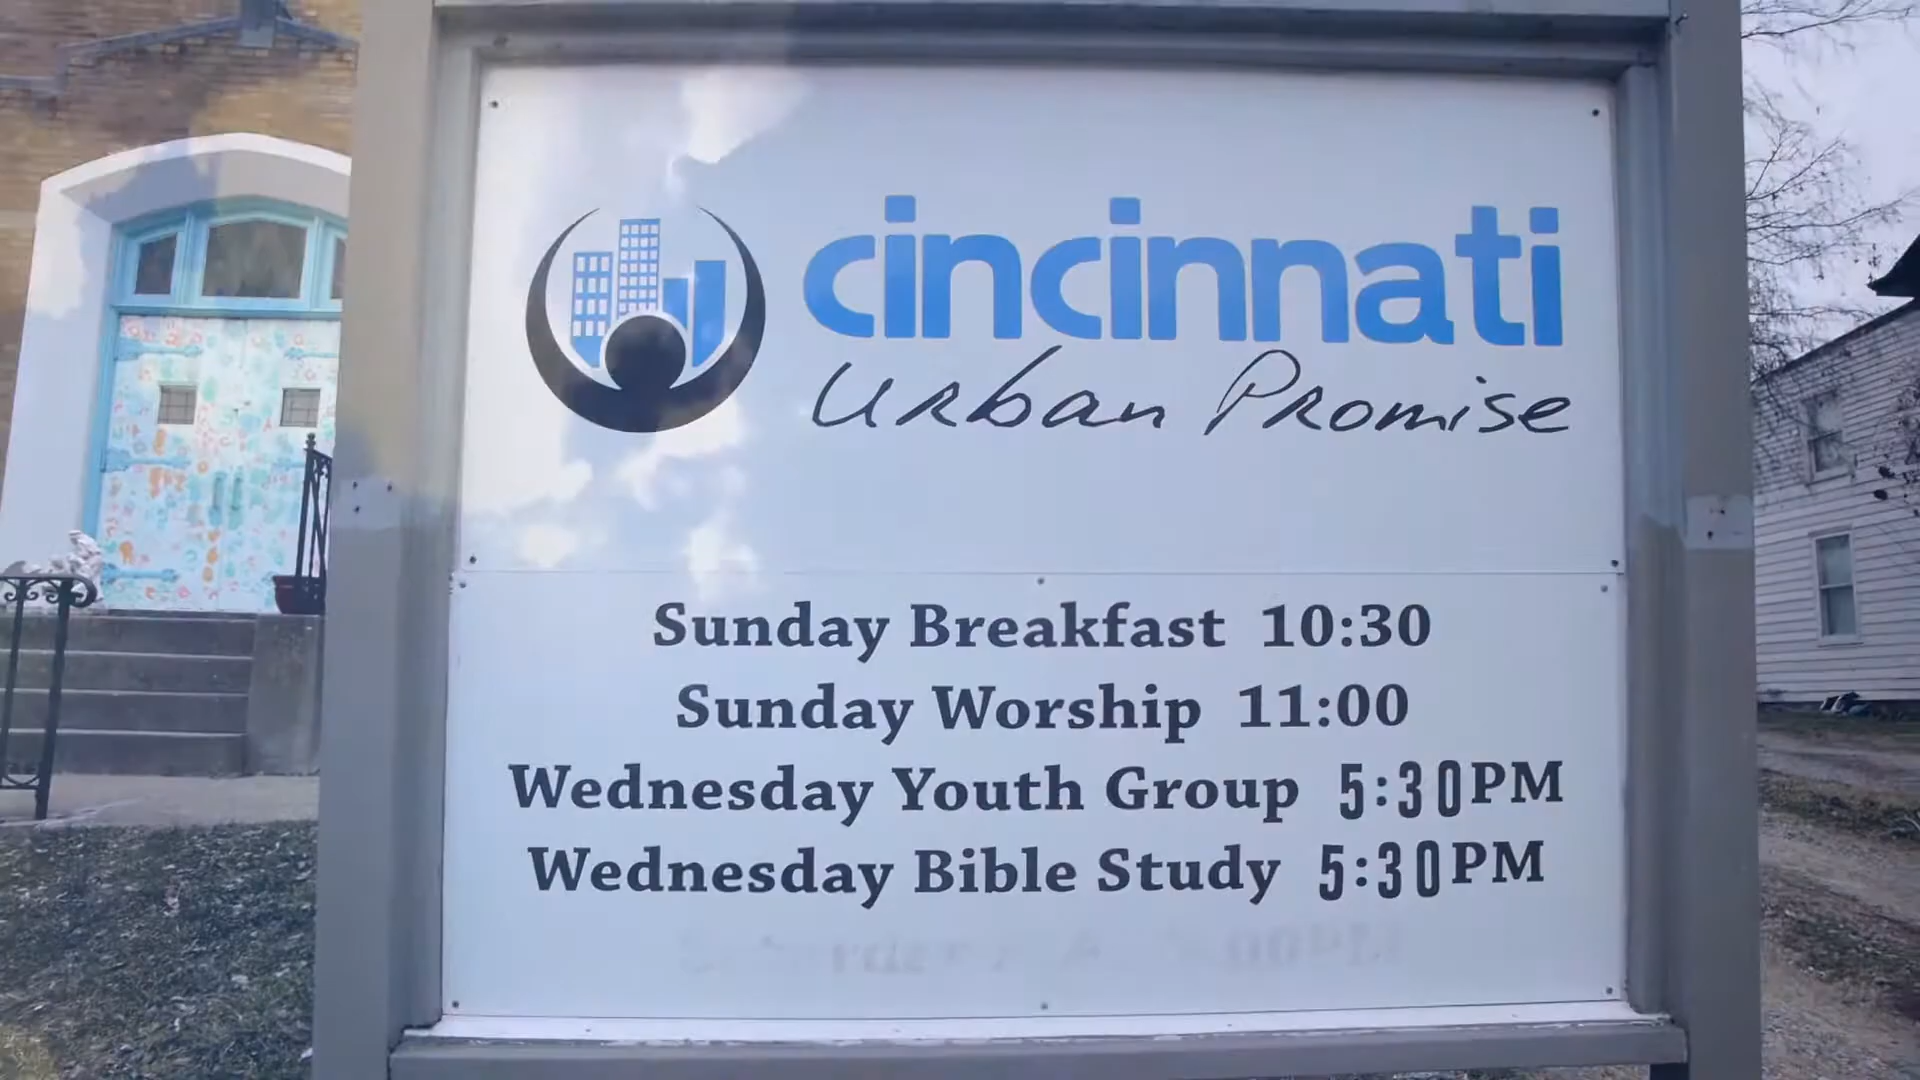 cincinnati
Urban Promise
Sunday Breakfast 10:30
Sunday Worship 11:00
Wednesday Youth Group 5:30PM
Wednesday Bible Study 5:30PM